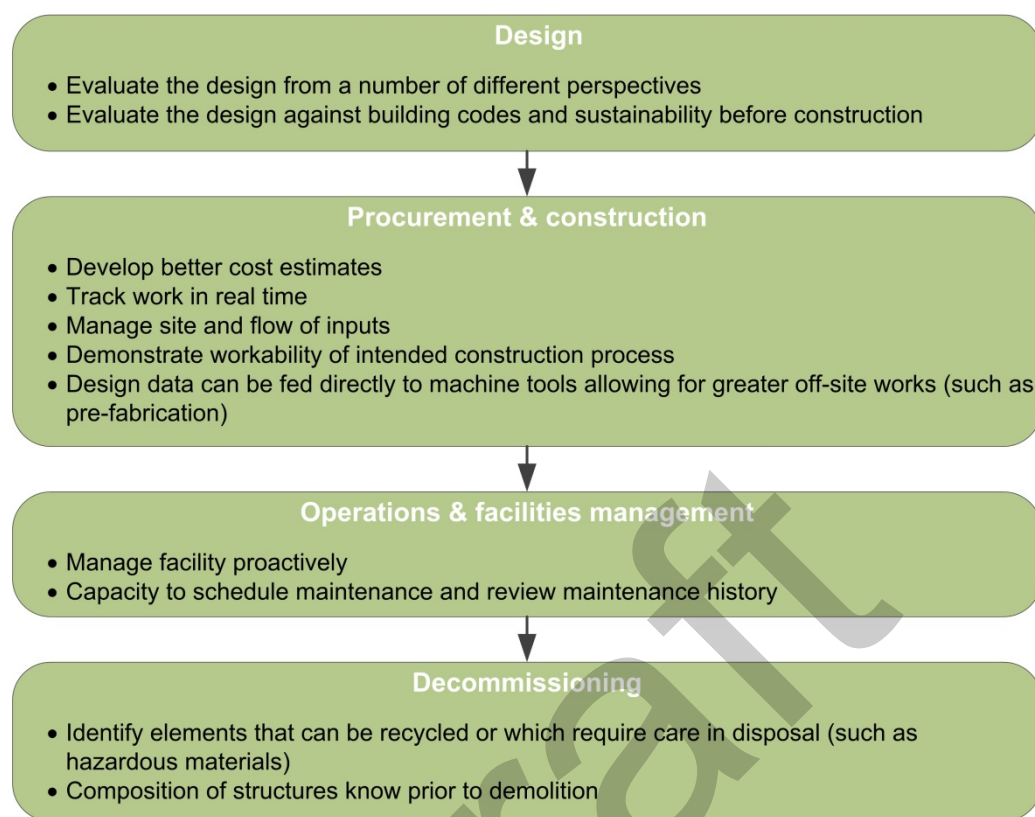 Design
• Evaluate the design from a number of different perspectives
• Evaluate the design against building codes and sustainability before construction
Procurement & construction
• Develop better cost estimates
• Track work in real time
• Manage site and flow of inputs
• Demonstrate workability of intended construction process
• Design data can be fed directly to machine tools allowing for greater off-site works (such as
pre-fabrication)
Operations & facilities management
• Manage facility proactively
• Capacity to schedule maintenance and review maintenance history
Decommissioning
• Identify elements that can be recycled or which require care in disposal (such as
hazardous materials)
• Composition of structures know prior to demolition
raft